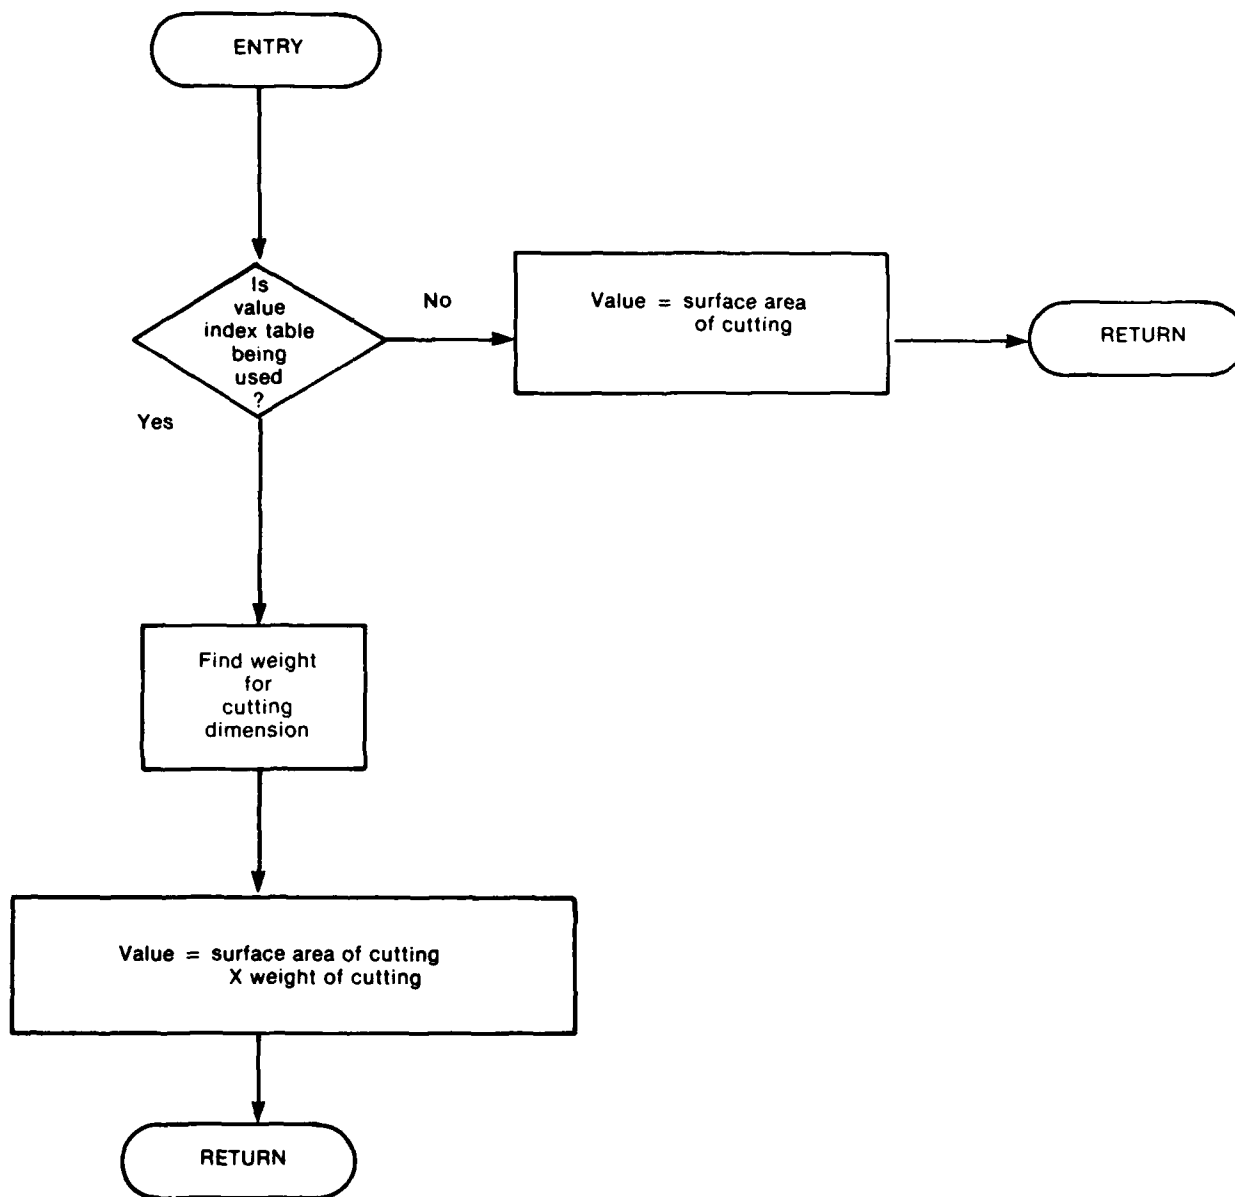 ENTRY
Is
value
index table
being
used
?
No
Yes
Value = surface area
of cutting
RETURN
Find weight
for
cutting
dimension
Value = surface area of cutting
X weight of cutting
RETURN